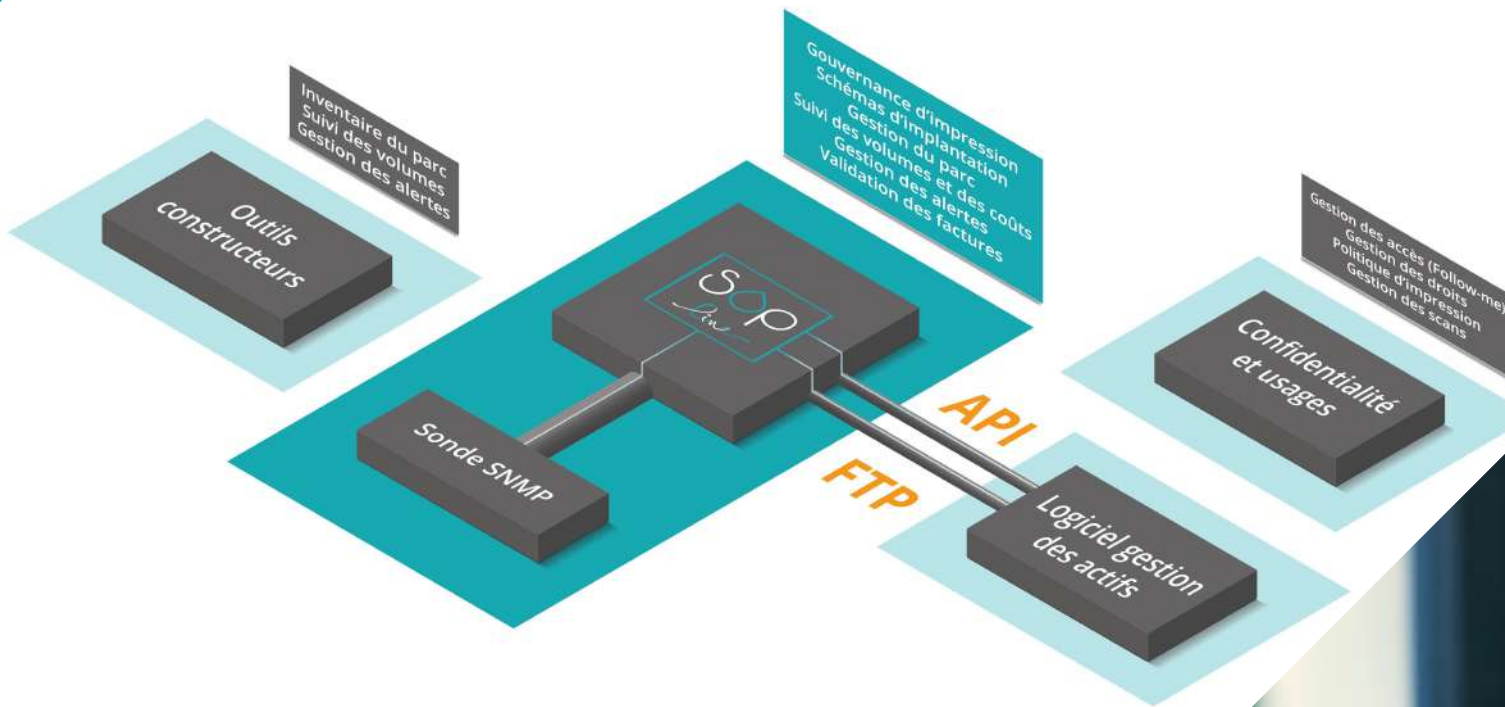 Inventaire du parc
Suivi des volumes
Gestion des alertes
Outils
constructeurs
Gouvernance d'impression
Schémas d'implantation
Gestion du parc
Suivi des volumes et des coûts
Gestion des alertes
Validation des factures
Sop
line
Sonde SNMP
API
FTP
Gestion des accès (Follow-me)
Gestion des droits
Politique d'impression
Gestion des scans
Confidentialité
et usages
Logiciel gestion
des actifs